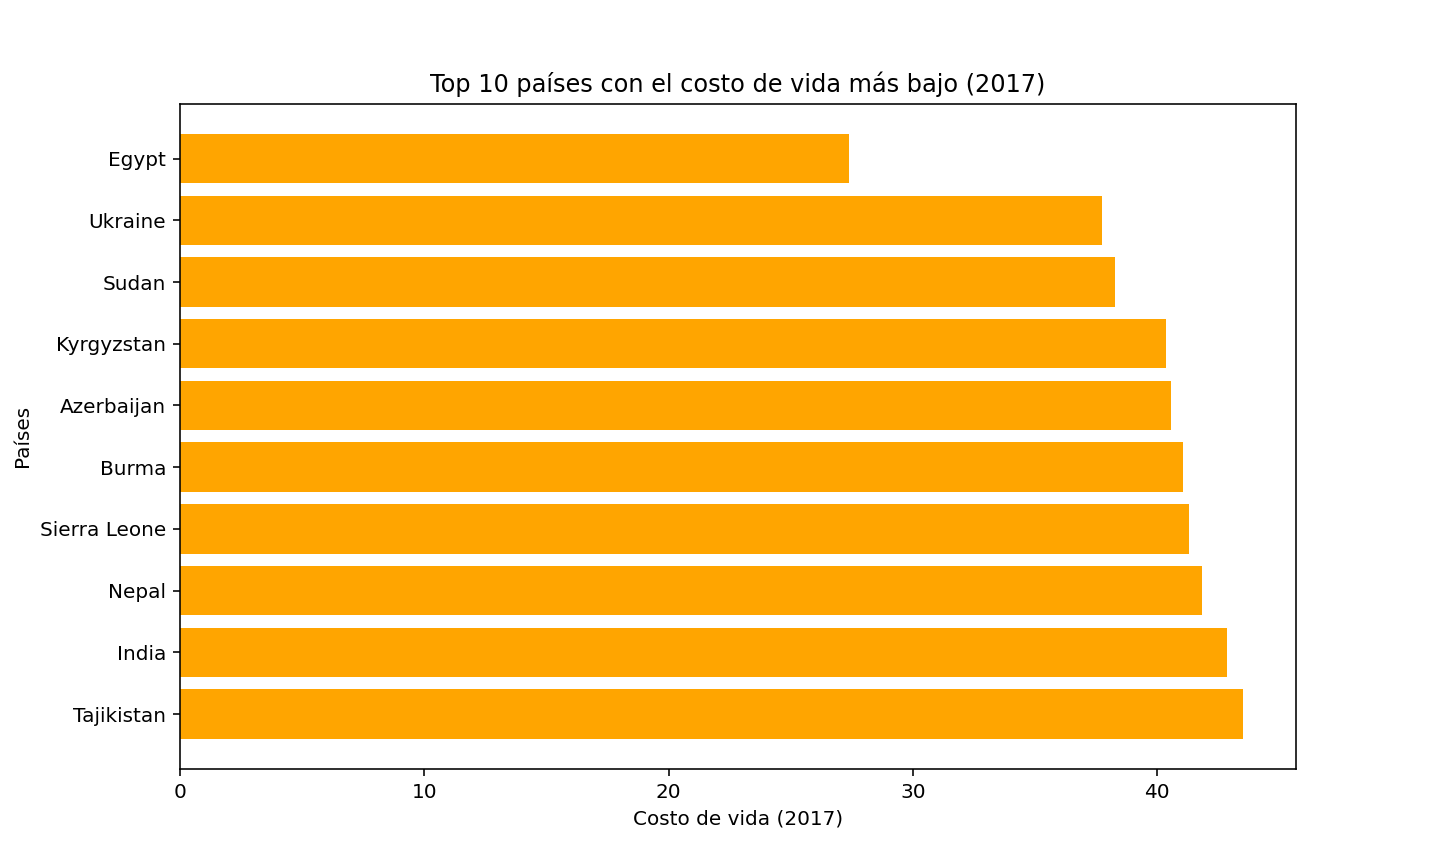 Top 10 países con el costo de vida más bajo (2017)
Egypt
Ukraine
Sudan
Kyrgyzstan
Azerbaijan
Burma
Sierra Leone
Nepal
India
Tajikistan
Países
0 10 20 30 40
Costo de vida (2017)